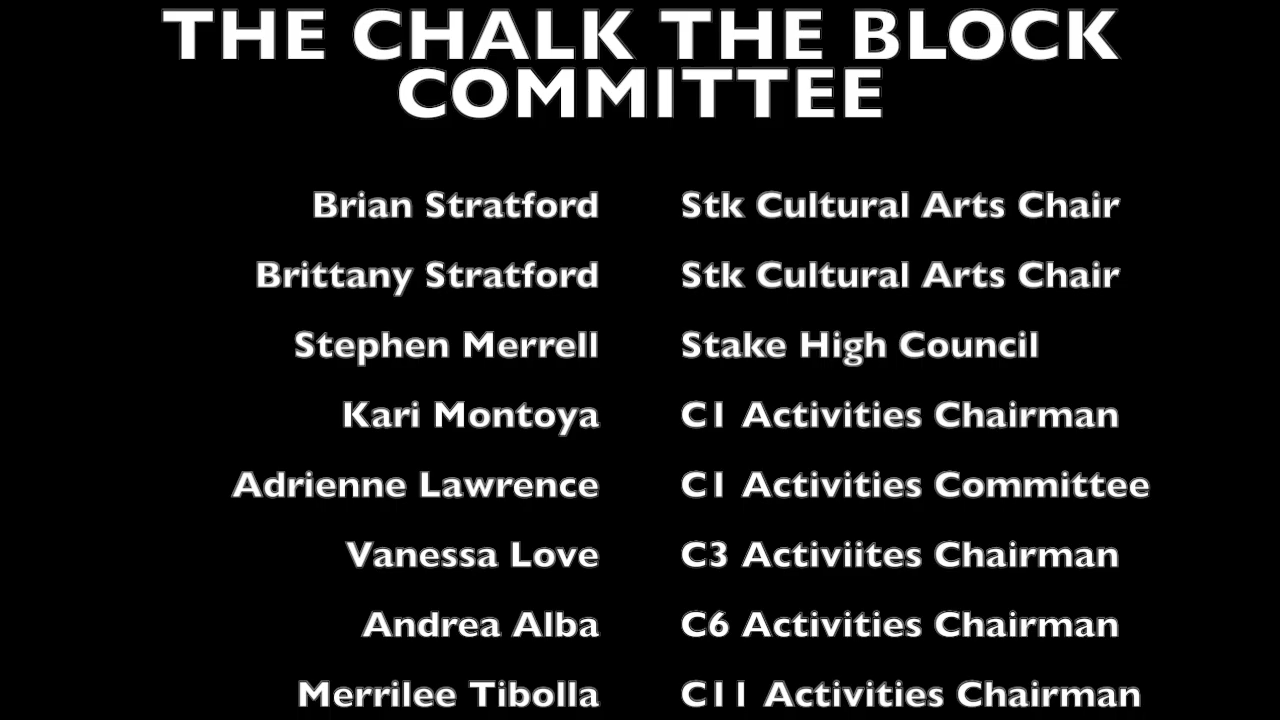 THE CHALK THE BLOCK
COMMITTEE
Brian Stratford Stk Cultural Arts Chair
Brittany Stratford Stk Cultural Arts Chair
Stephen Merrell Stake High Council
Kari Montoya C1 Activities Chairman
Adrienne Lawrence C1 Activities Committee
Vanessa Love C3 Activiites Chairman
Andrea Alba C6 Activities Chairman
Merrilee Tibolla C11 Activities Chairman